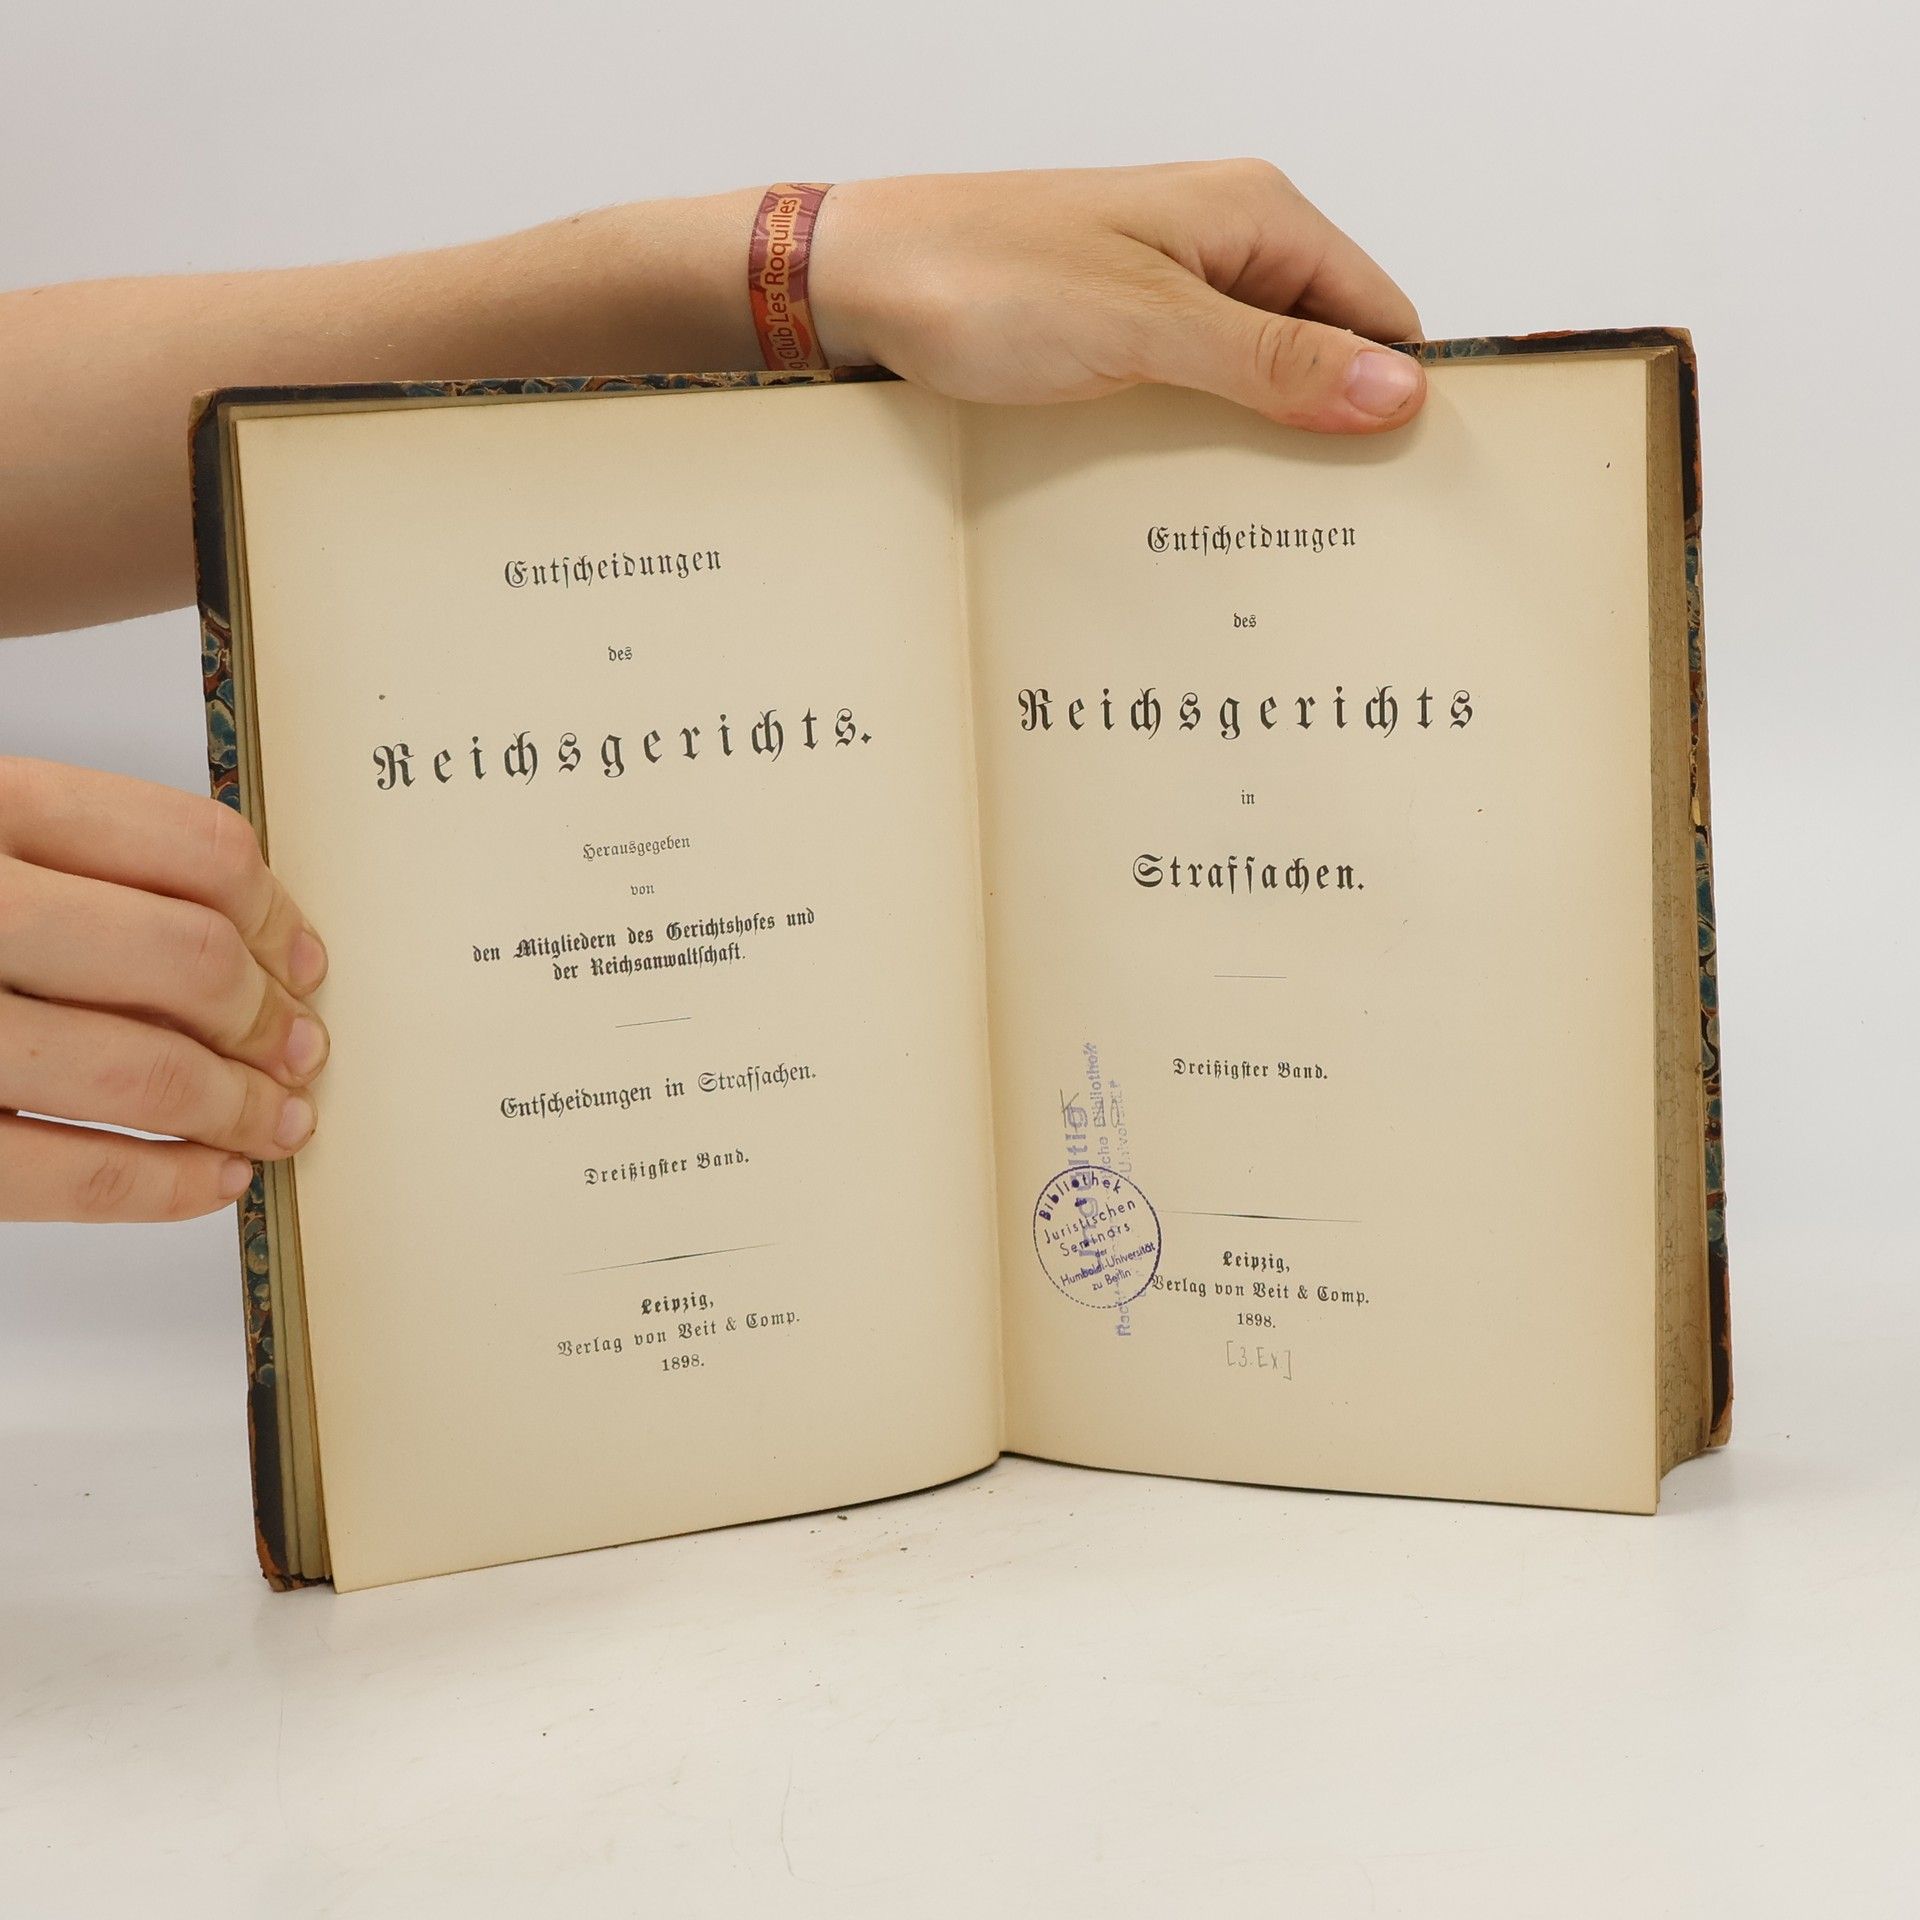 Club Les Roquilles
Entscheidungen
des
Reichsgerichts.
Herausgegeben
von
den Mitgliedern des Gerichtshofes und
der Reichsanwaltschaft.
Entscheidungen in Strafsachen.
Dreißigster Band.
Leipzig,
Verlag von Veit & Comp.
1898.
Entscheidungen
des
Reichsgerichts
in
Strafsachen.
Dreißigster Band.
Ungültig
Bibliothek
Juristischen
Seminars
der
Humboldt-Universität
zu Berlin
Leipzig,
Verlag von Veit & Comp.
1898.
[3. Ex.]